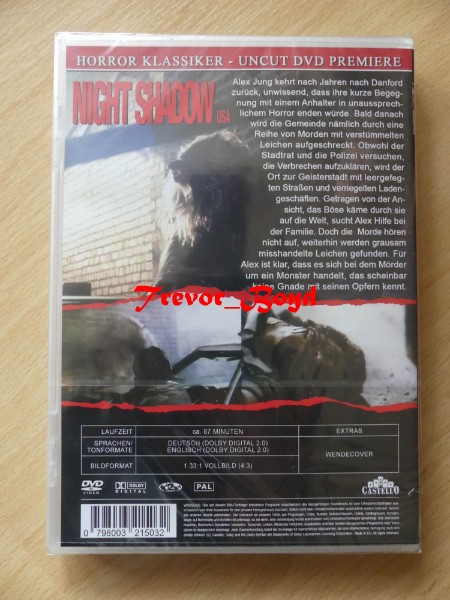 HORROR KLASSIKER - UNCUT DVD PREMIERE
NIGHT SHADOW
USA
Alex Jung kehrt nach Jahren nach Danford
zurück, unwissend, dass ihre kurze Begeg-
nung mit einem Anhalter in unaussprech-
lichem Horror enden würde. Bald danach
wird die Gemeinde nämlich durch eine
Reihe von Morden mit verstümmelten
Leichen aufgeschreckt. Obwohl der
Stadtrat und die Polizei versuchen,
die Verbrechen aufzuklären, wird der
Ort zur Geisterstadt mit leergefeg-
ten Straßen und verriegelten Laden-
geschäften. Getragen von der An-
sicht, das Böse käme durch sie
auf die Welt, sucht Alex Hilfe bei
der Familie. Doch die Morde hören
nicht auf, weiterhin werden grausam
misshandelte Leichen gefunden. Für
Alex ist klar, dass es sich bei dem Mörder
um ein Monster handelt, das scheinbar
keine Gnade mit seinen Opfern kennt.
Trevor_Boyd
LAUFZEIT
ca. 87 MINUTEN
EXTRAS
SPRACHEN/
TONFORMATE
DEUTSCH (DOLBY DIGITAL 2.0)
ENGLISCH (DOLBY DIGITAL 2.0)
WENDECOVER
BILDFORMAT
1.33:1 VOLLBILD (4:3)
DVD
VIDEO
DOLBY
DIGITAL
2
PAL
CASTELLO
0 798003 215032